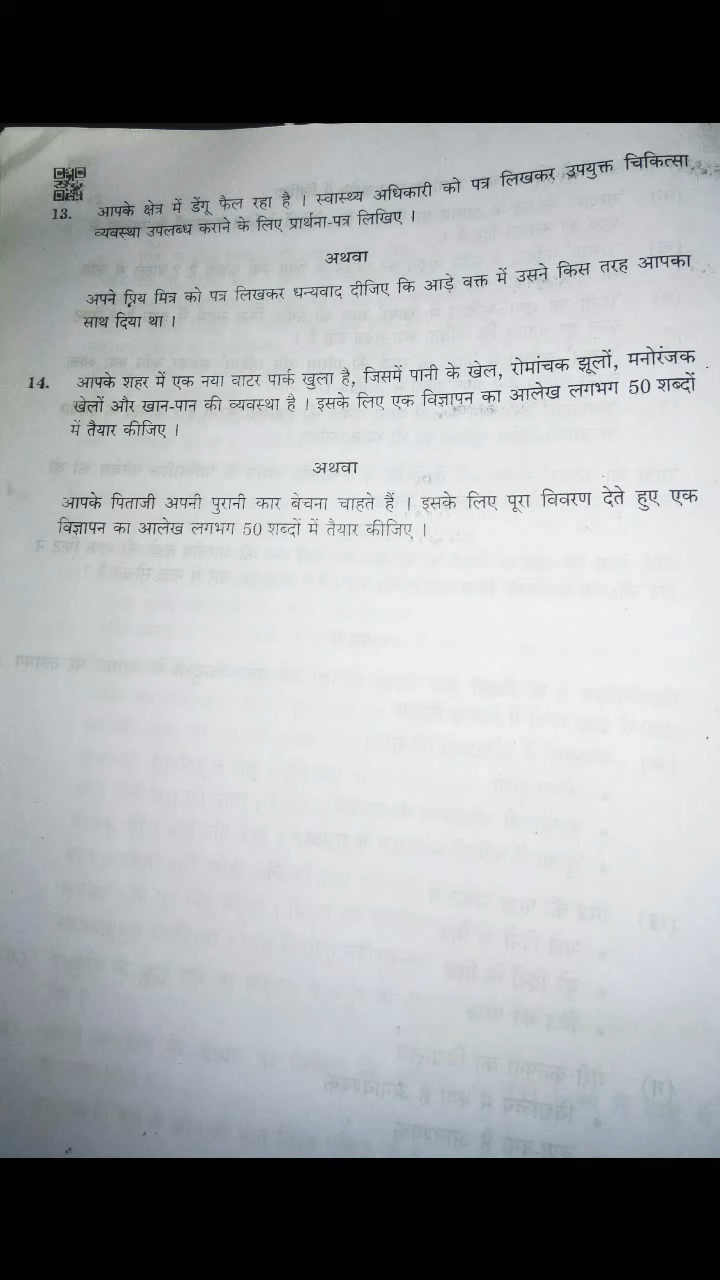 13. आपके क्षेत्र में डेंगू फैल रहा है । स्वास्थ्य अधिकारी को पत्र लिखकर उपयुक्त चिकित्सा
व्यवस्था उपलब्ध कराने के लिए प्रार्थना-पत्र लिखिए ।
अथवा
अपने प्रिय मित्र को पत्र लिखकर धन्यवाद दीजिए कि आड़े वक्त में उसने किस तरह आपका
साथ दिया था ।
14. आपके शहर में एक नया वाटर पार्क खुला है, जिसमें पानी के खेल, रोमांचक झूलों, मनोरंजक
खेलों और खान-पान की व्यवस्था है । इसके लिए एक विज्ञापन का आलेख लगभग 50 शब्दों
में तैयार कीजिए ।
अथवा
आपके पिताजी अपनी पुरानी कार बेचना चाहते हैं । इसके लिए पूरा विवरण देते हुए एक
विज्ञापन का आलेख लगभग 50 शब्दों में तैयार कीजिए ।